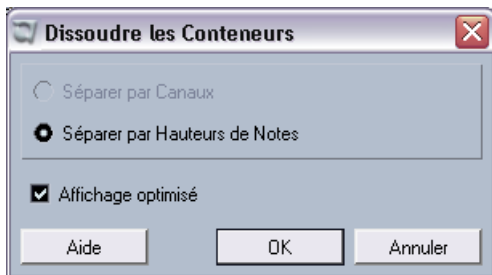 Dissoudre les Conteneurs
Séparer par Canaux
Séparer par Hauteurs de Notes
Affichage optimisé
Aide OK Annuler